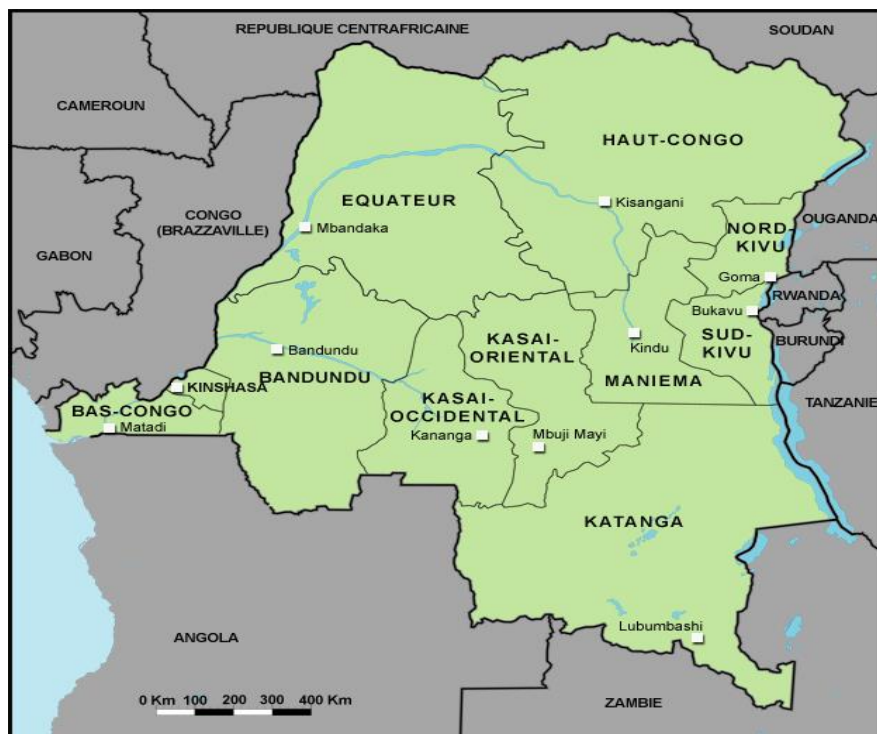 REPUBLIQUE CENTRAFRICAINE
SOUDAN
CAMEROUN
HAUT-CONGO
EQUATEUR
Kisangani
CONGO
(BRAZZAVILLE)
Mbandaka
OUGANDA
NORD-
KIVU
GABON
Goma
RWANDA
Bukavu
KASAI-
ORIENTAL
Kindu
SUD-
KIVU
BURUNDI
Bandundu
BANDUNDU
MANIEMA
KINSHASA
TANZANIE
KASAI-
OCCIDENTAL
BAS-CONGO
Matadi
Kananga
Mbuji Mayi
KATANGA
Lubumbashi
ANGOLA
0 Km 100 200 300 400 Km
ZAMBIE